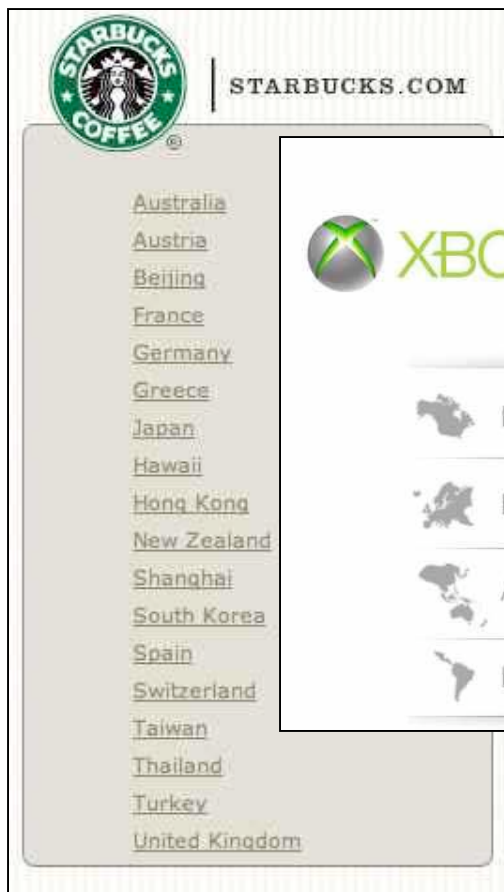 STARBUCKS
COFFEE
®
STARBUCKS.COM
Australia
Austria
Beijing
France
Germany
Greece
Japan
Hawaii
Hong Kong
New Zealand
Shanghai
South Korea
Spain
Switzerland
Taiwan
Thailand
Turkey
United Kingdom
XBO